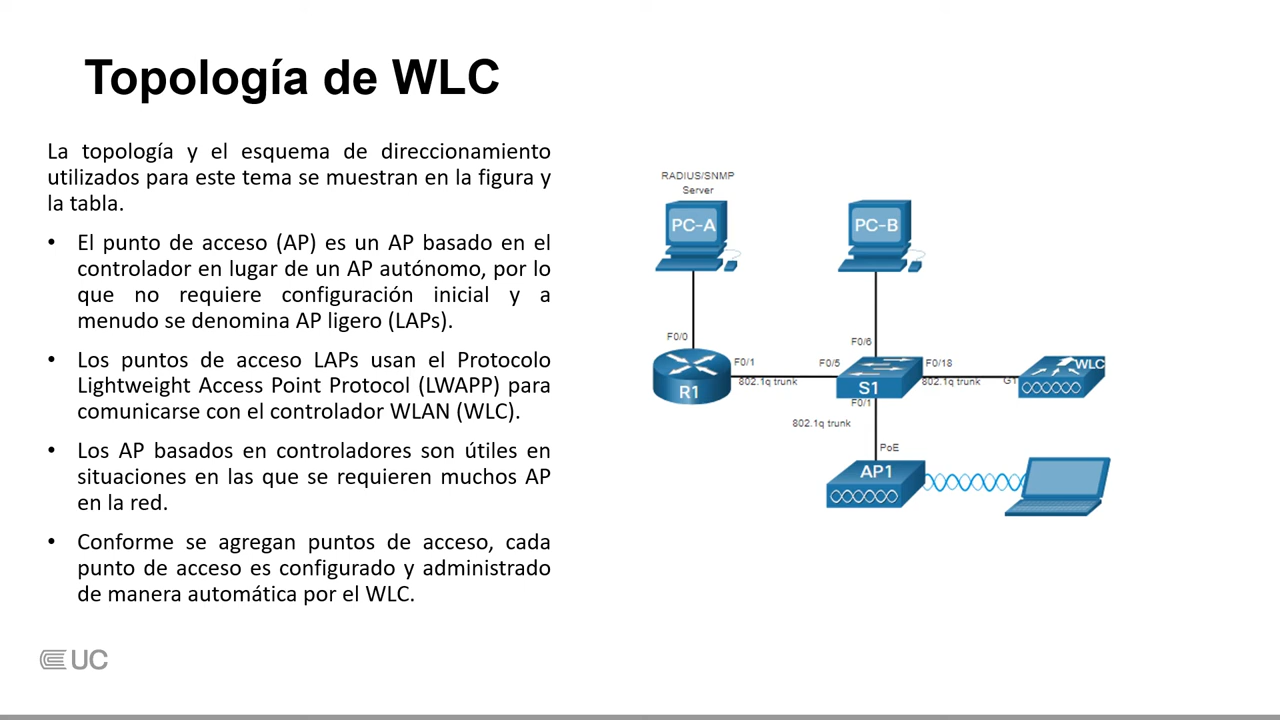 Topología de WLC
La topología y el esquema de direccionamiento
utilizados para este tema se muestran en la figura y
la tabla.
• El punto de acceso (AP) es un AP basado en el
controlador en lugar de un AP autónomo, por lo
que no requiere configuración inicial y a
menudo se denomina AP ligero (LAPs).
• Los puntos de acceso LAPs usan el Protocolo
Lightweight Access Point Protocol (LWAPP) para
comunicarse con el controlador WLAN (WLC).
• Los AP basados en controladores son útiles en
situaciones en las que se requieren muchos AP
en la red.
• Conforme se agregan puntos de acceso, cada
punto de acceso es configurado y administrado
de manera automática por el WLC.
UC
RADIUS/SNMP
Server
PC-A
PC-B
F0/0
F0/6
R1
F0/1
802.1q trunk
F0/5
S1
F0/18
802.1q trunk
G1
WLC
F0/1
802.1q trunk
PoE
AP1